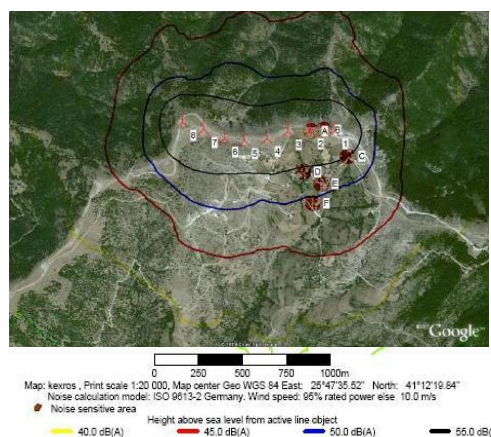 A B
8 7 6 5 4 3 2 1
C
D
E
F
Google
0 250 500 750 1000m
Map: kexros , Print scale 1:20 000, Map center Geo WGS 84 East: 25°47'35.52" North: 41°12'19.84"
Noise calculation model: ISO 9613-2 Germany. Wind speed: 95% rated power else 10.0 m/s
Noise sensitive area
Height above sea level from active line object
40.0 dB(A) 45.0 dB(A) 50.0 dB(A) 55.0 dB(A)